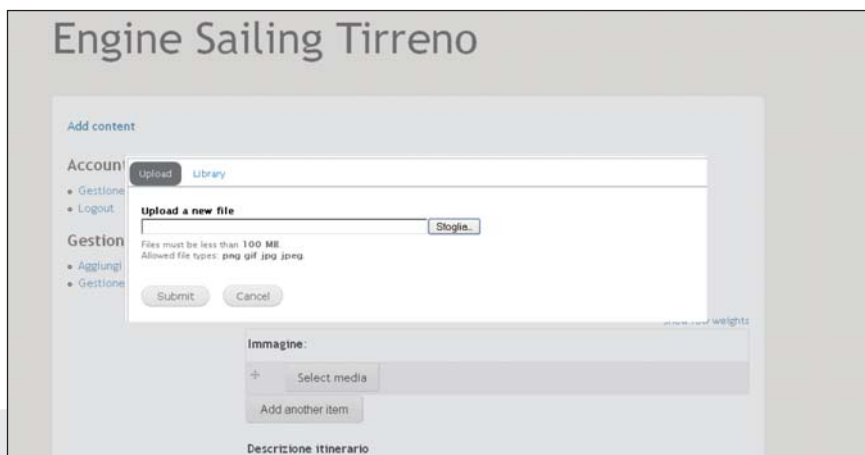 Engine Sailing Tirreno
Add content
Account
Gestione
Logout
Gestion
Aggiungi
Gestione
Upload Library
Upload a new file
Sfoglia...
Files must be less than 100 MB.
Allowed file types: png gif jpg jpeg.
Submit Cancel
weights
Immagine:
Select media
Add another item
Descrizione itinerario